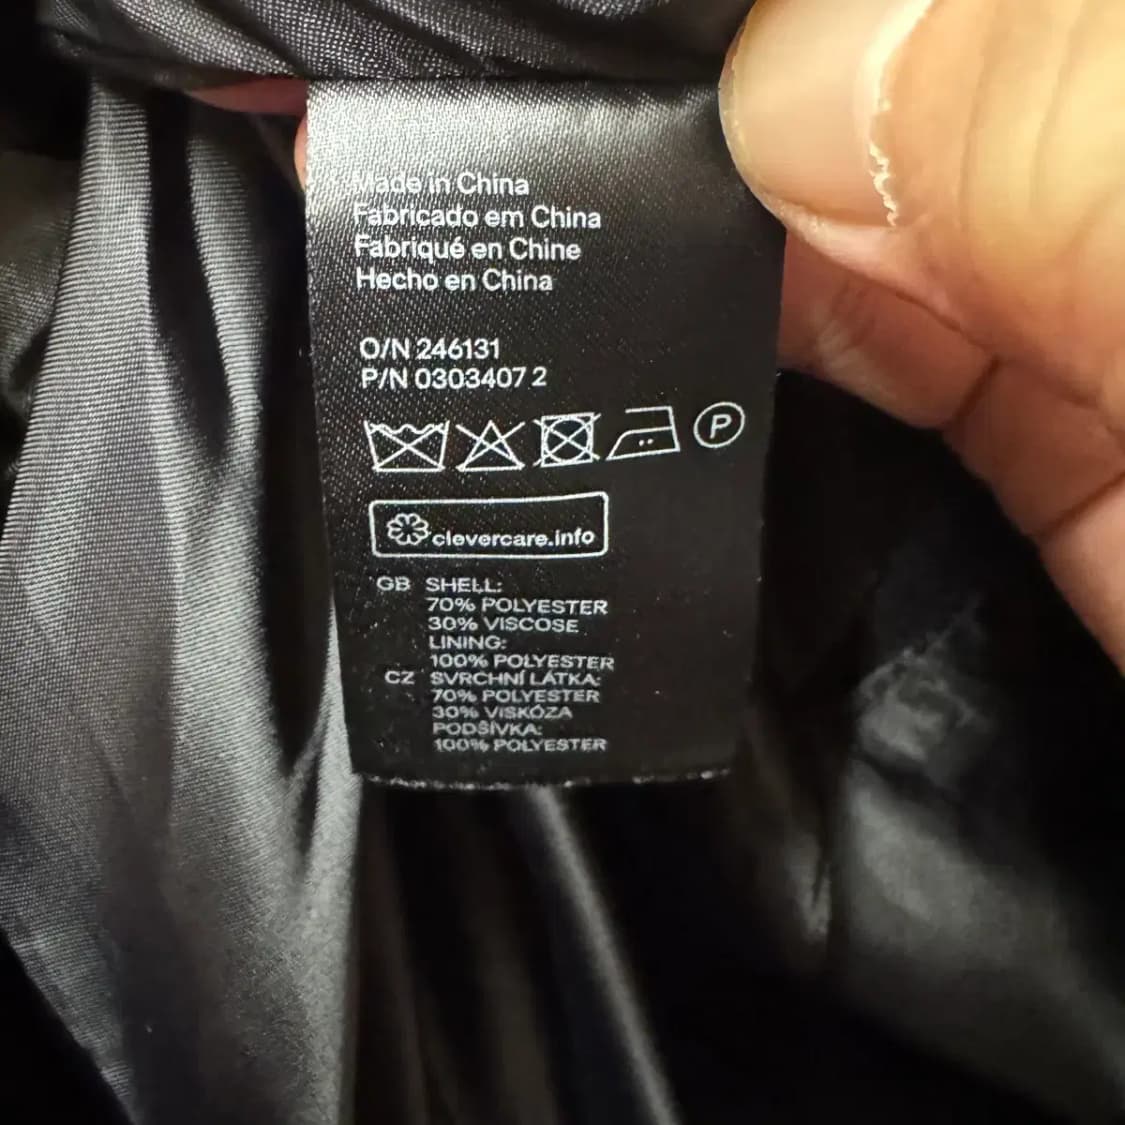 Made in China
Fabricado em China
Fabriqué en Chine
Hecho en China
O/N 246131
P/N 0303407 2
P
clevercare.info
GB SHELL:
70% POLYESTER
30% VISCOSE
LINING:
100% POLYESTER
CZ SVRCHNÍ LÁTKA:
70% POLYESTER
30% VISKÓZA
PODŠÍVKA:
100% POLYESTER